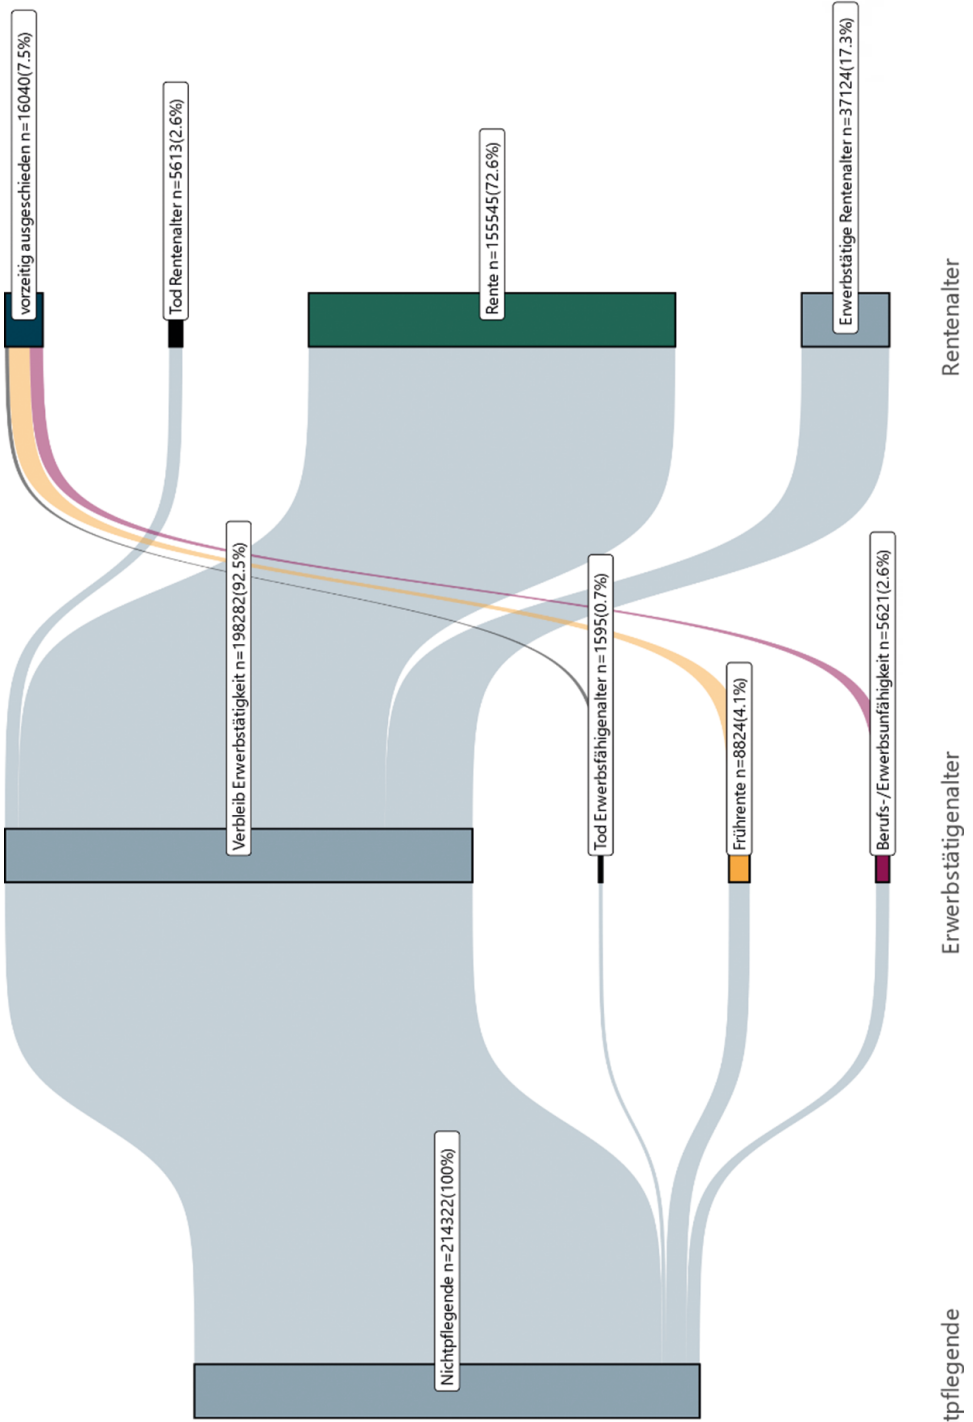 vorzeitig ausgeschieden n=16040(7.5%)
Tod Rentenalter n=5613(2.6%)
Rente n=155545(72.6%)
Erwerbstätige Rentenalter n=37124(17.3%)
Rentenalter
Verbleib Erwerbstätigkeit n=198282(92.5%)
Tod Erwerbsfähigenalter n=1595(0.7%)
Frührente n=8824(4.1%)
Berufs-/Erwerbsunfähigkeit n=5621(2.6%)
Erwerbstätigenalter
Nichtpflegende n=214322(100%)
tpflegende